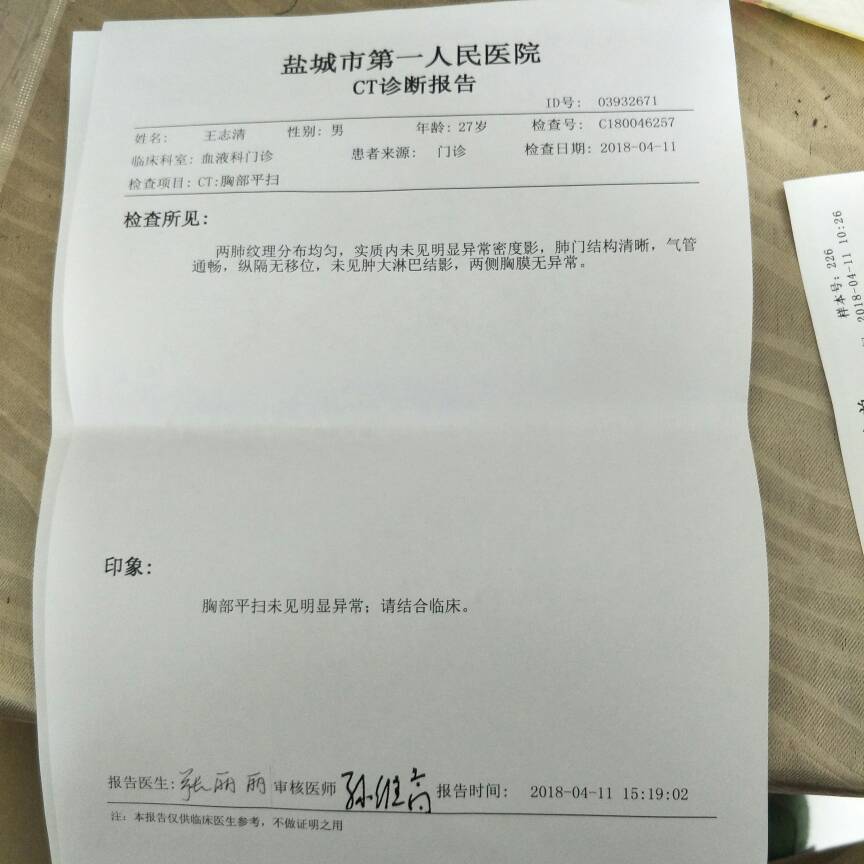 盐城市第一人民医院
CT诊断报告
ID号: 03932671
姓名: 王志清 性别: 男 年龄: 27岁 检查号: C180046257
临床科室: 血液科门诊 患者来源: 门诊 检查日期: 2018-04-11
检查项目: CT:胸部平扫
检查所见:
两肺纹理分布均匀，实质内未见明显异常密度影，肺门结构清晰，气管
通畅，纵隔无移位，未见肿大淋巴结影，两侧胸膜无异常。
印象:
胸部平扫未见明显异常；请结合临床。
报告医生: 张丽丽 审核医师 报告时间: 2018-04-11 15:19:02
注: 本报告仅供临床医生参考，不做证明之用
样本号: 226
2018-04-11 10:26